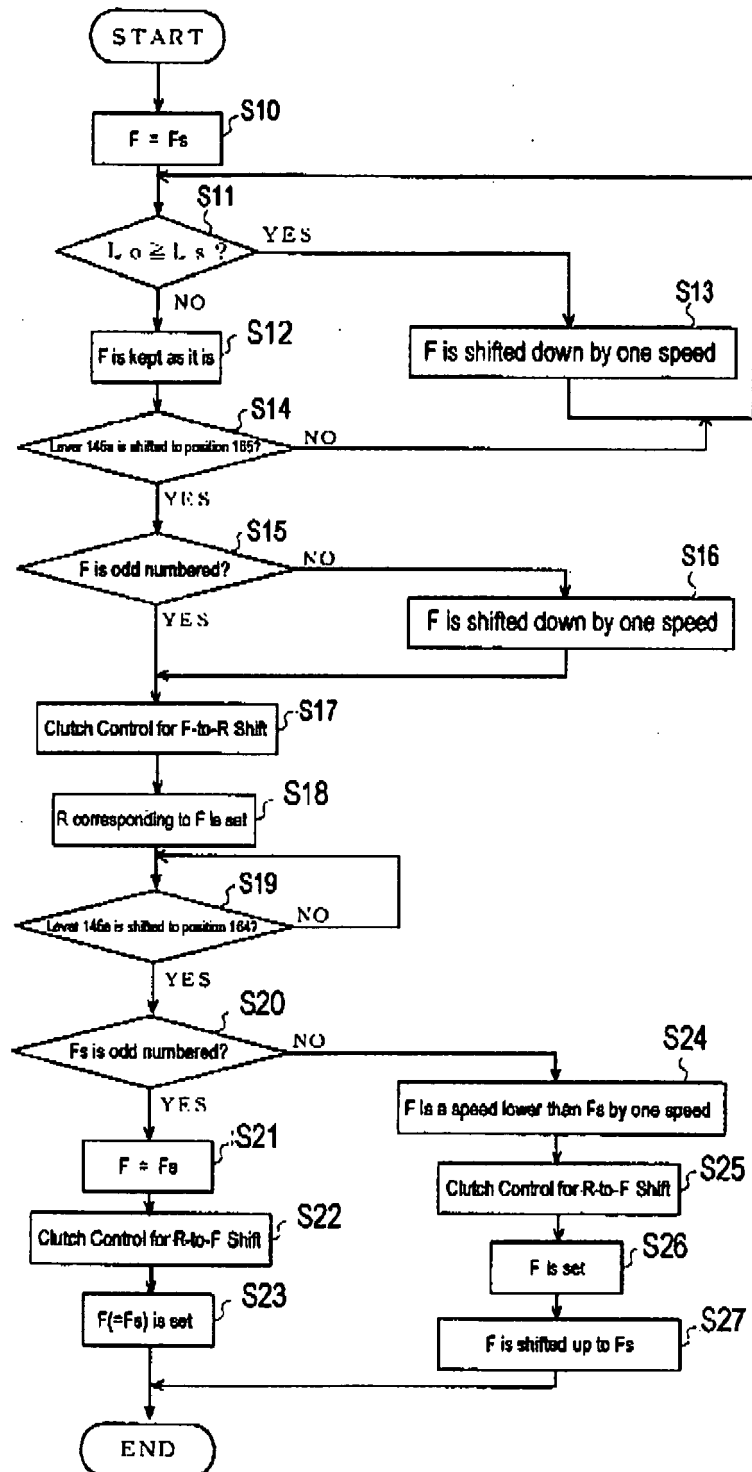 START
S10
F = Fs
S11
Lo ≧ Ls ?
YES
NO
S13
F is shifted down by one speed
S12
F is kept as it is
S14
Lever 146a is shifted to position 165?
NO
YES
S15
F is odd numbered?
NO
YES
S16
F is shifted down by one speed
S17
Clutch Control for F-to-R Shift
S18
R corresponding to F is set
S19
Lever 146a is shifted to position 164?
NO
YES
S20
Fs is odd numbered?
NO
YES
S24
F is a speed lower than Fs by one speed
S21
F = Fs
S25
Clutch Control for R-to-F Shift
S22
Clutch Control for R-to-F Shift
S26
F is set
S23
F(=Fs) is set
S27
F is shifted up to Fs
END